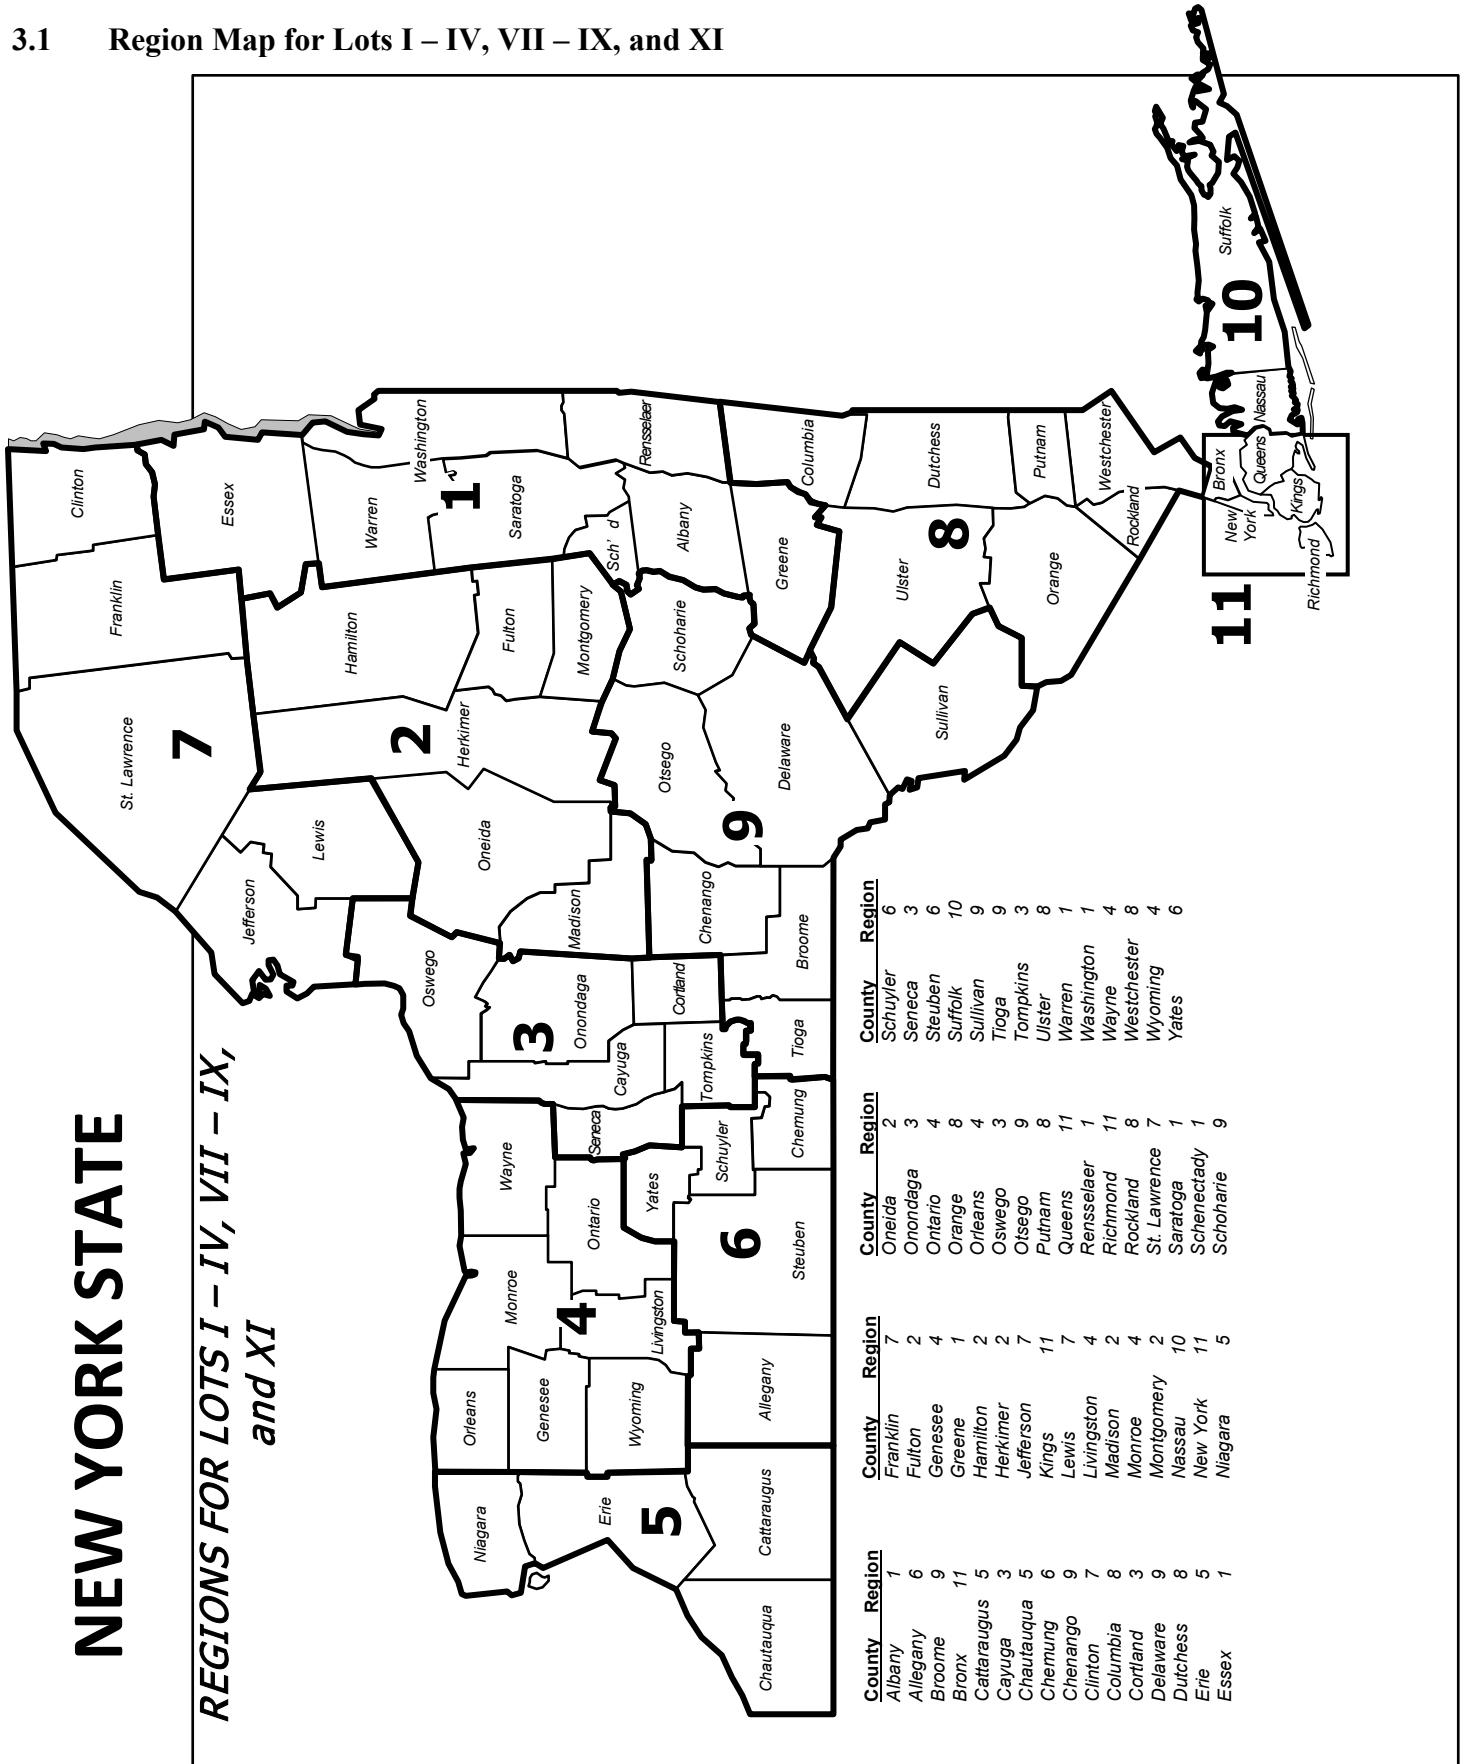 3.1 Region Map for Lots I – IV, VII – IX, and XI
NEW YORK STATE
REGIONS FOR LOTS I – IV, VII – IX,
and XI
Clinton
Franklin
St. Lawrence
7
Essex
Jefferson
Lewis
Hamilton
Warren
Washington
1
Saratoga
Herkimer
2
Fulton
Montgomery
Oneida
Madison
Oswego
Onondaga
3
Cayuga
Cortland
Tompkins
Seneca
Wayne
Ontario
Yates
Monroe
4
Livingston
Orleans
Genesee
Wyoming
Niagara
Erie
5
Chautauqua
Cattaraugus
Allegany
Steuben
6
Schuyler
Chemung
Tioga
Broome
Chenango
9
Otsego
Delaware
Schoharie
Sch' d
Albany
Rensselaer
Greene
Columbia
Ulster
8
Dutchess
Sullivan
Orange
Putnam
Westchester
Rockland
New
York
Bronx
Queens
Kings
Richmond
11
Nassau
10
Suffolk
County Region
Albany 1
Allegany 6
Broome 9
Bronx 11
Cattaraugus 5
Cayuga 3
Chautauqua 5
Chemung 6
Chenango 9
Clinton 7
Columbia 8
Cortland 3
Delaware 9
Dutchess 8
Erie 5
Essex 1
County Region
Franklin 7
Fulton 2
Genesee 4
Greene 1
Hamilton 2
Herkimer 2
Jefferson 7
Kings 11
Lewis 7
Livingston 4
Madison 2
Monroe 4
Montgomery 2
Nassau 10
New York 11
Niagara 5
County Region
Oneida 2
Onondaga 3
Ontario 4
Orange 8
Orleans 4
Oswego 3
Otsego 9
Putnam 8
Queens 11
Rensselaer 1
Richmond 11
Rockland 8
St. Lawrence 7
Saratoga 1
Schenectady 1
Schoharie 9
County Region
Schuyler 6
Seneca 3
Steuben 6
Suffolk 10
Sullivan 9
Tioga 9
Tompkins 3
Ulster 8
Warren 1
Washington 1
Wayne 4
Westchester 8
Wyoming 4
Yates 6